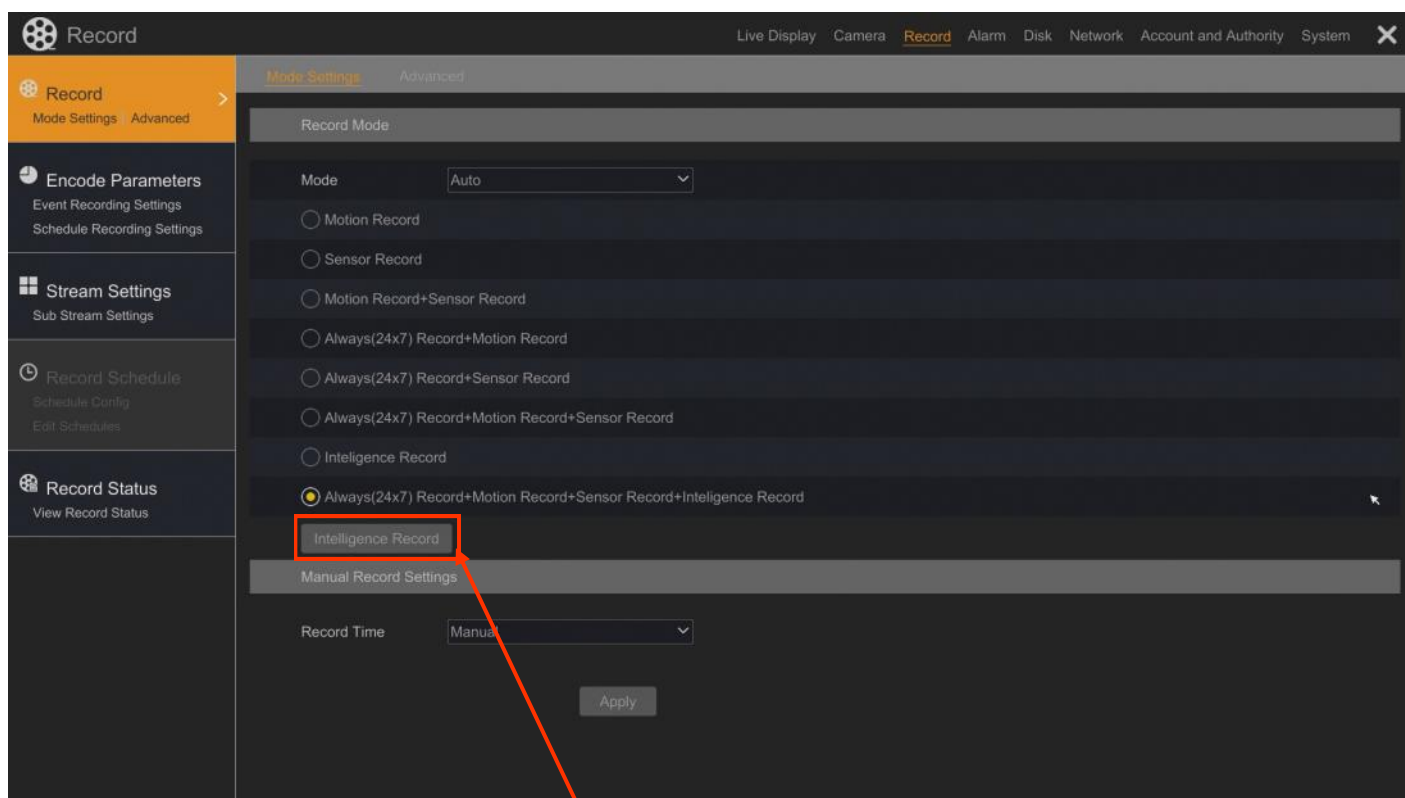 Record
Live Display Camera Record Alarm Disk Network Account and Authority System
Record
Mode Settings Advanced
Encode Parameters
Event Recording Settings
Schedule Recording Settings
Stream Settings
Sub Stream Settings
Record Schedule
Schedule Config
Edit Schedules
Record Status
View Record Status
Mode Settings Advanced
Record Mode
Mode Auto
Motion Record
Sensor Record
Motion Record+Sensor Record
Always(24x7) Record+Motion Record
Always(24x7) Record+Sensor Record
Always(24x7) Record+Motion Record+Sensor Record
Inteligence Record
Always(24x7) Record+Motion Record+Sensor Record+Inteligence Record
Intelligence Record
Manual Record Settings
Record Time Manual
Apply